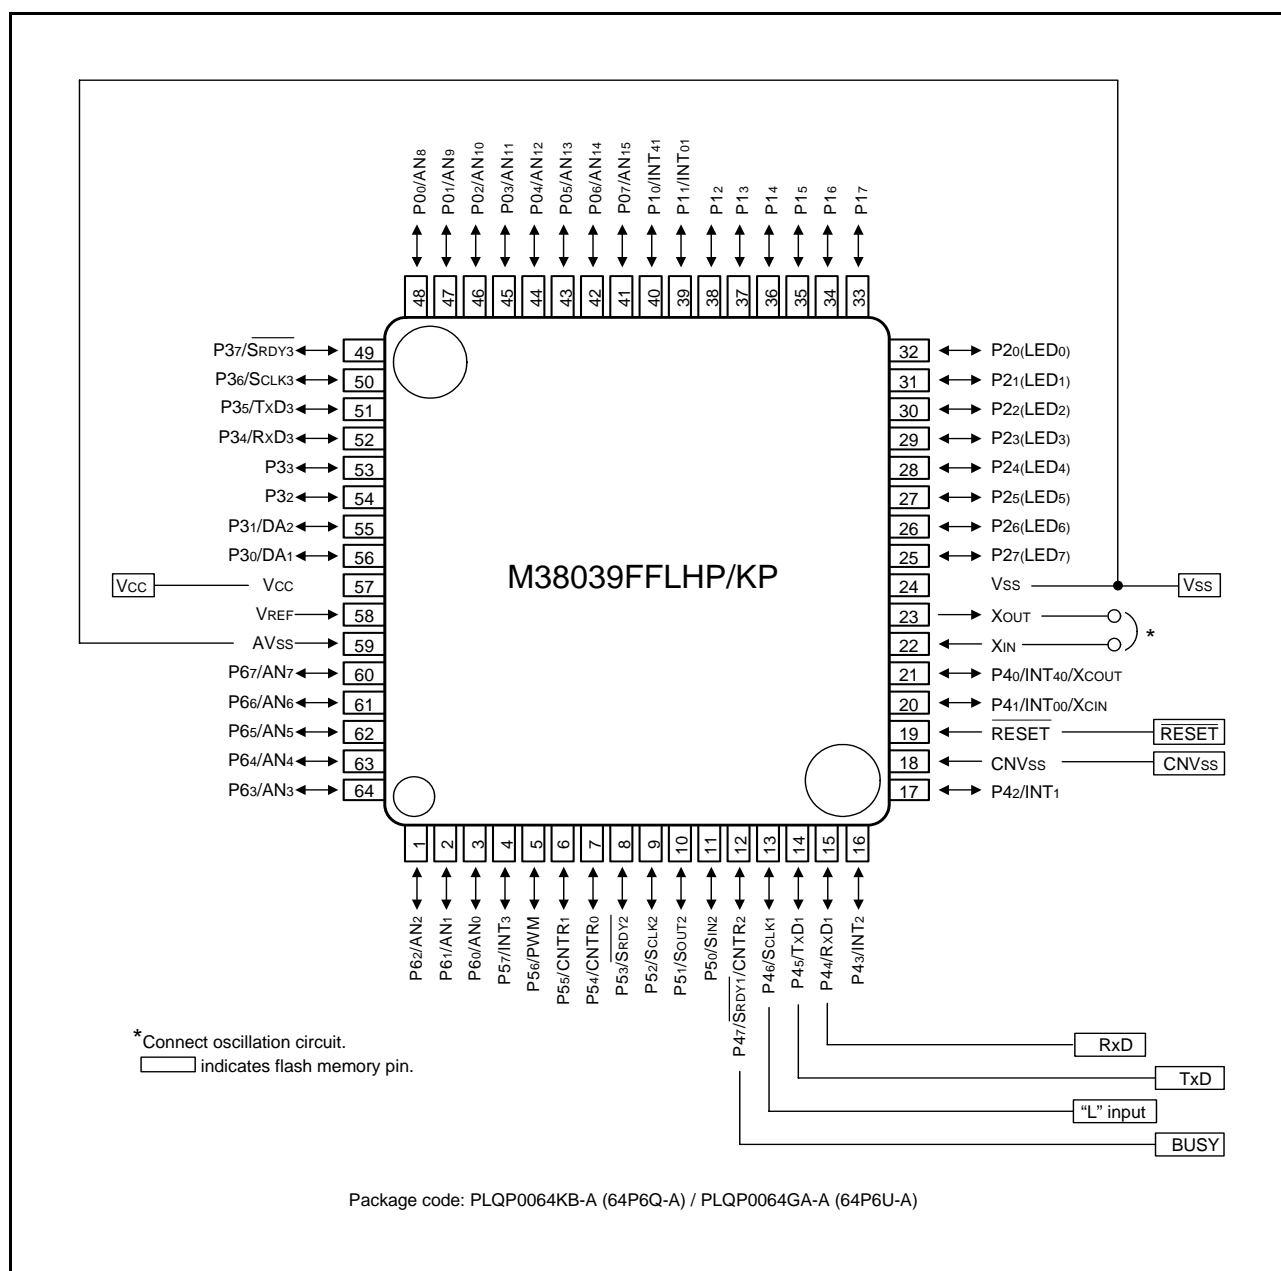 P00/AN8
P01/AN9
P02/AN10
P03/AN11
P04/AN12
P05/AN13
P06/AN14
P07/AN15
P10/INT41
P11/INT01
P12
P13
P14
P15
P16
P17
48
47
46
45
44
43
42
41
40
39
38
37
36
35
34
33
P37/SRDY3 49
P36/SCLK3 50
P35/TXD3 51
P34/RXD3 52
P33 53
P32 54
P31/DA2 55
P30/DA1 56
VCC VCC 57
VREF 58
AVSS 59
P67/AN7 60
P66/AN6 61
P65/AN5 62
P64/AN4 63
P63/AN3 64
M38039FFLHP/KP
32 P20(LED0)
31 P21(LED1)
30 P22(LED2)
29 P23(LED3)
28 P24(LED4)
27 P25(LED5)
26 P26(LED6)
25 P27(LED7)
24 VSS VSS
23 XOUT
22 XIN *
21 P40/INT40/XCOUT
20 P41/INT00/XCIN
19 RESET RESET
18 CNVSS CNVSS
17 P42/INT1
1
2
3
4
5
6
7
8
9
10
11
12
13
14
15
16
P62/AN2
P61/AN1
P60/AN0
P57/INT3
P56/PWM
P55/CNTR1
P54/CNTR0
P53/SRDY2
P52/SCLK2
P51/SOUT2
P50/SIN2
P47/SRDY1/CNTR2
P46/SCLK1
P45/TXD1
P44/RXD1
P43/INT2
RxD
TxD
“L” input
BUSY
*Connect oscillation circuit.
indicates flash memory pin.
Package code: PLQP0064KB-A (64P6Q-A) / PLQP0064GA-A (64P6U-A)